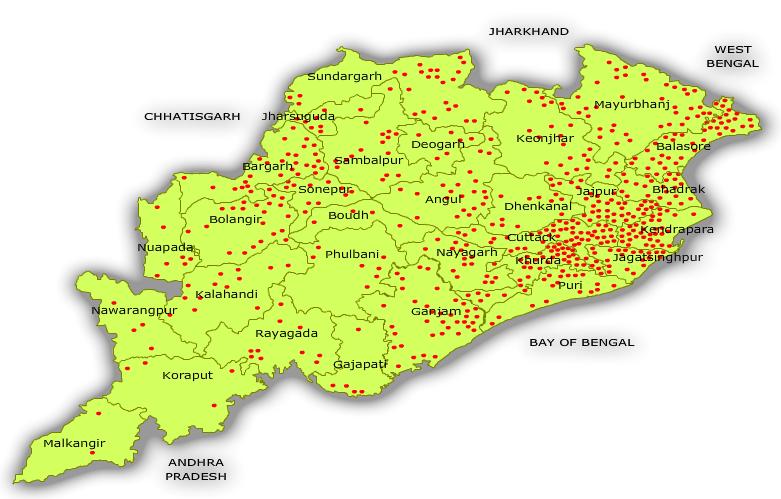 JHARKHAND
WEST
BENGAL
Sundargarh
Mayurbhanj
CHHATISGARH
Jharsuguda
Keonjhar
Deogarh
Balasore
Sambalpur
Bargarh
Sonepur
Jajpur
Bhadrak
Angul
Dhenkanal
Boudh
Bolangir
Kendrapara
Cuttack
Nuapada
Phulbani
Nayagarh
Khurda
Jagatsinghpur
Puri
Kalahandi
Nawarangpur
Ganjam
Rayagada
BAY OF BENGAL
Gajapati
Koraput
Malkangir
ANDHRA
PRADESH